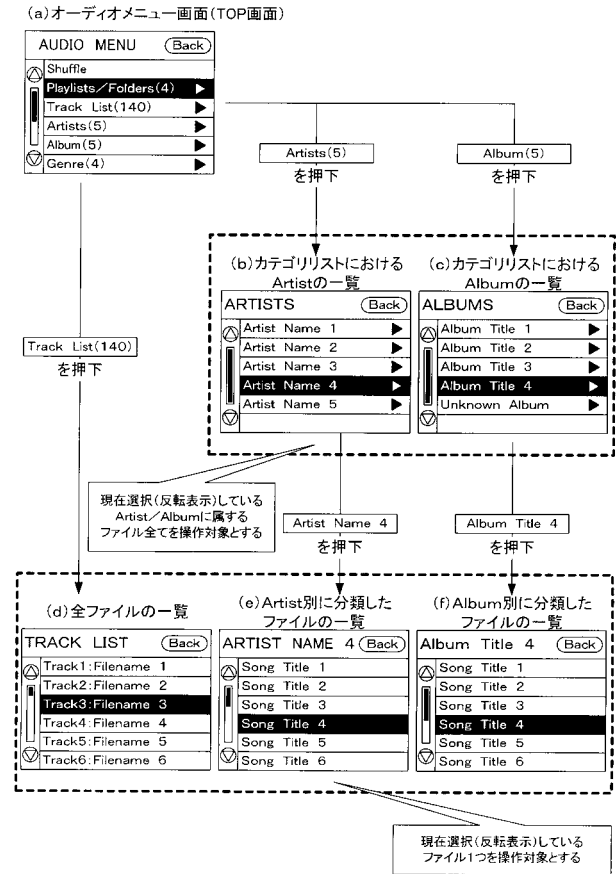 (a)オーディオメニュー画面(TOP画面)
AUDIO MENU
Back
Shuffle
Playlists/Folders(4)
Track List(140)
Artists(5)
Album(5)
Genre(4)
Artists(5)
を押下
Album(5)
を押下
(b)カテゴリリストにおける
Artistの一覧
ARTISTS
Back
Artist Name 1
Artist Name 2
Artist Name 3
Artist Name 4
Artist Name 5
(c)カテゴリリストにおける
Albumの一覧
ALBUMS
Back
Album Title 1
Album Title 2
Album Title 3
Album Title 4
Unknown Album
Track List(140)
を押下
現在選択(反転表示)している
Artist/Albumに属する
ファイル全てを操作対象とする
Artist Name 4
を押下
Album Title 4
を押下
(d)全ファイルの一覧
TRACK LIST
Back
Track1:Filename 1
Track2:Filename 2
Track3:Filename 3
Track4:Filename 4
Track5:Filename 5
Track6:Filename 6
(e)Artist別に分類した
ファイルの一覧
ARTIST NAME 4
Back
Song Title 1
Song Title 2
Song Title 3
Song Title 4
Song Title 5
Song Title 6
(f)Album別に分類した
ファイルの一覧
Album Title 4
Back
Song Title 1
Song Title 2
Song Title 3
Song Title 4
Song Title 5
Song Title 6
現在選択(反転表示)している
ファイル1つを操作対象とする